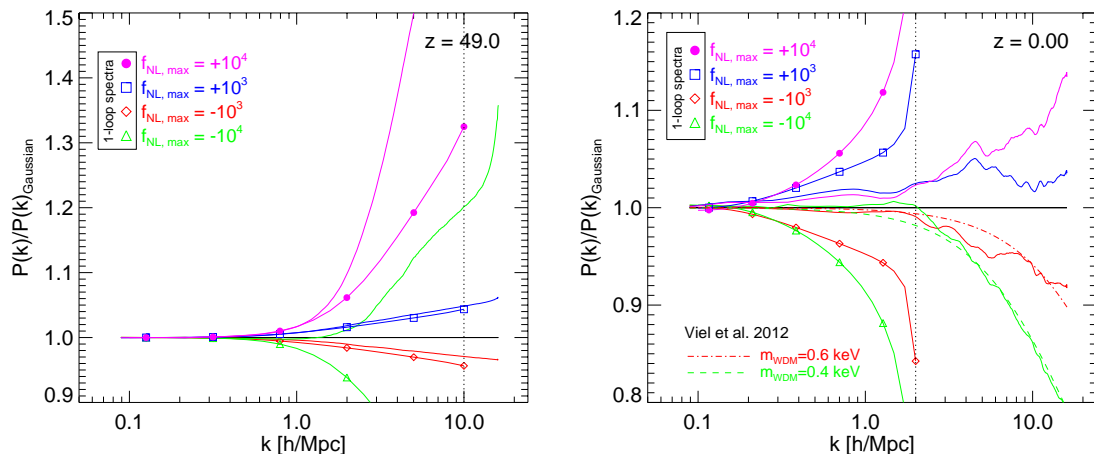 1.5
1.4
1.3
1.2
1.1
1.0
0.9
P(k)/P(k)Gaussian
0.1
1.0
10.0
k [h/Mpc]
z = 49.0
1-loop spectra
fNL, max = +10⁴
fNL, max = +10³
fNL, max = -10³
fNL, max = -10⁴
1.2
1.1
1.0
0.9
0.8
P(k)/P(k)Gaussian
0.1
1.0
10.0
k [h/Mpc]
z = 0.00
1-loop spectra
fNL, max = +10⁴
fNL, max = +10³
fNL, max = -10³
fNL, max = -10⁴
Viel et al. 2012
mWDM=0.6 keV
mWDM=0.4 keV